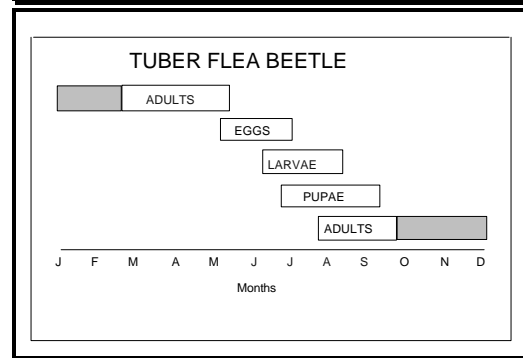 TUBER FLEA BEETLE
ADULTS
EGGS
LARVAE
PUPAE
ADULTS
J F M A M J J A S O N D
Months